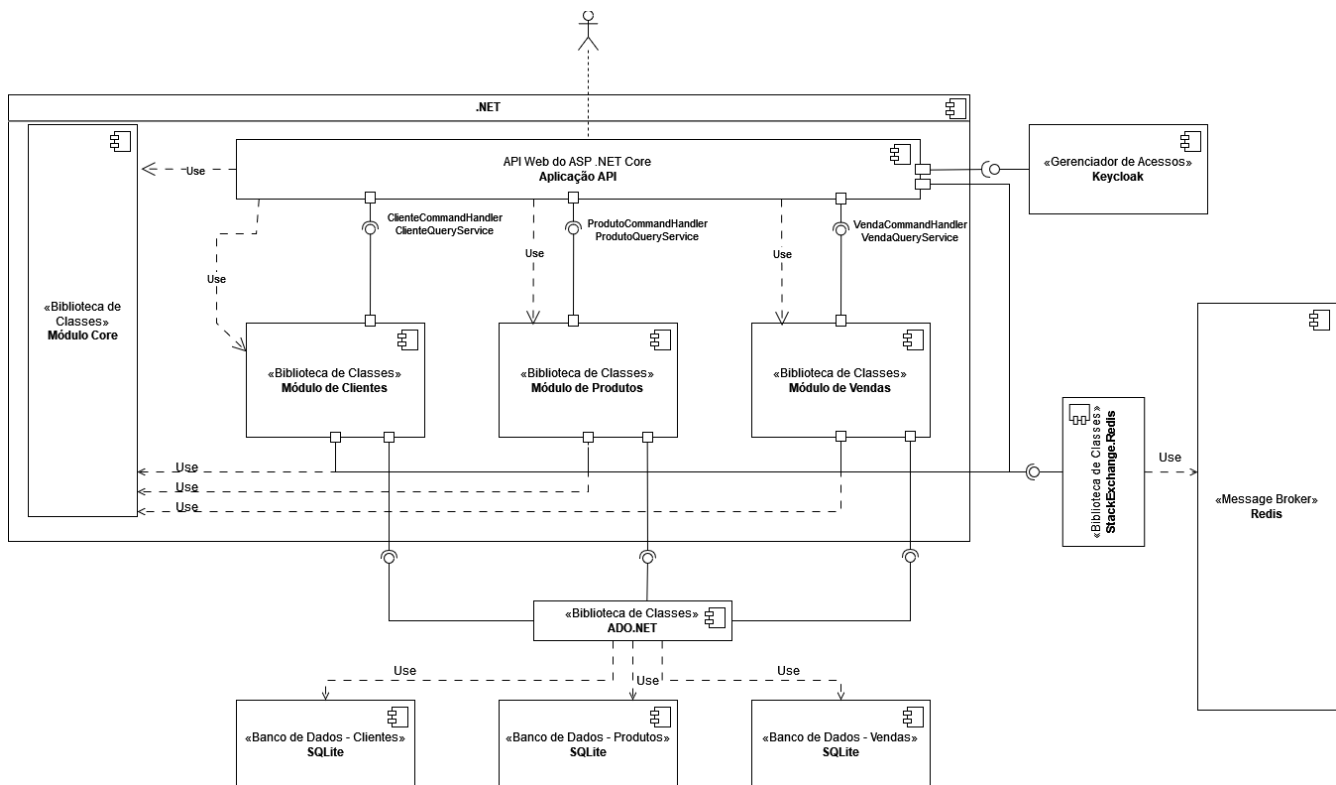 .NET
API Web do ASP .NET Core
Aplicação API
«Gerenciador de Acessos»
Keycloak
Use
ClienteCommandHandler
ClienteQueryService
ProdutoCommandHandler
ProdutoQueryService
VendaCommandHandler
VendaQueryService
Use
Use
Use
«Biblioteca de
Classes»
Módulo Core
«Biblioteca de Classes»
Módulo de Clientes
«Biblioteca de Classes»
Módulo de Produtos
«Biblioteca de Classes»
Módulo de Vendas
«Biblioteca de Classes»
StackExchange.Redis
Use
«Message Broker»
Redis
Use
Use
Use
«Biblioteca de Classes»
ADO.NET
Use
Use
Use
«Banco de Dados - Clientes»
SQLite
«Banco de Dados - Produtos»
SQLite
«Banco de Dados - Vendas»
SQLite